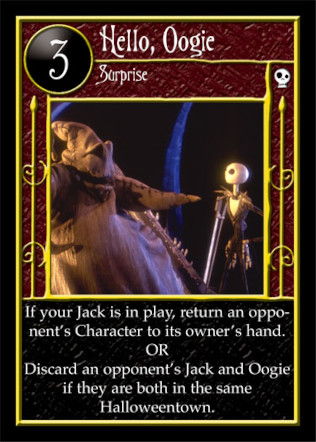 3
Hello, Oogie
Surprise
If your Jack is in play, return an oppo-
nent's Character to its owner's hand.
OR
Discard an opponent's Jack and Oogie
if they are both in the same
Halloweentown.